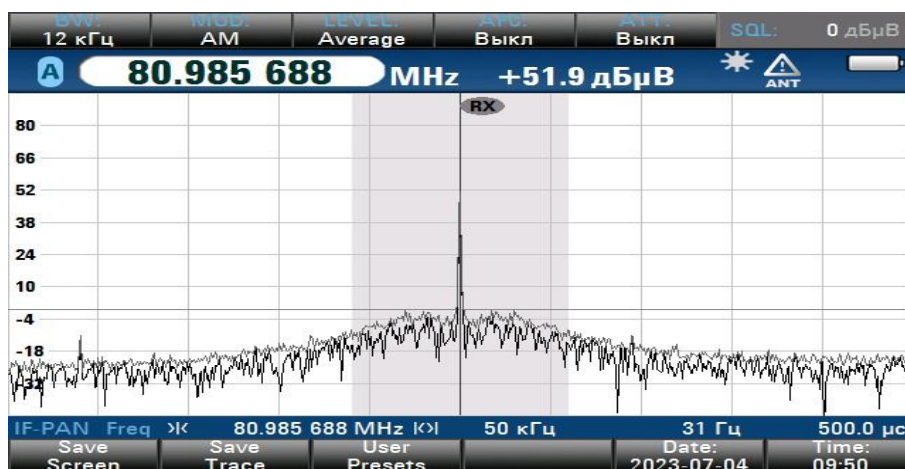 BW: MOD: LEVEL: AFC: ATT: SQL: 0 дБµВ
12 кГц AM Average Выкл Выкл
A 80.985 688 MHz +51.9 дБµВ ANT
RX
80
66
52
38
24
10
-4
-18
-32
IF-PAN Freq 80.985 688 MHz 50 кГц 31 Гц 500.0 µс
Save Save User Date: Time:
Screen Trace Presets 2023-07-04 09:50